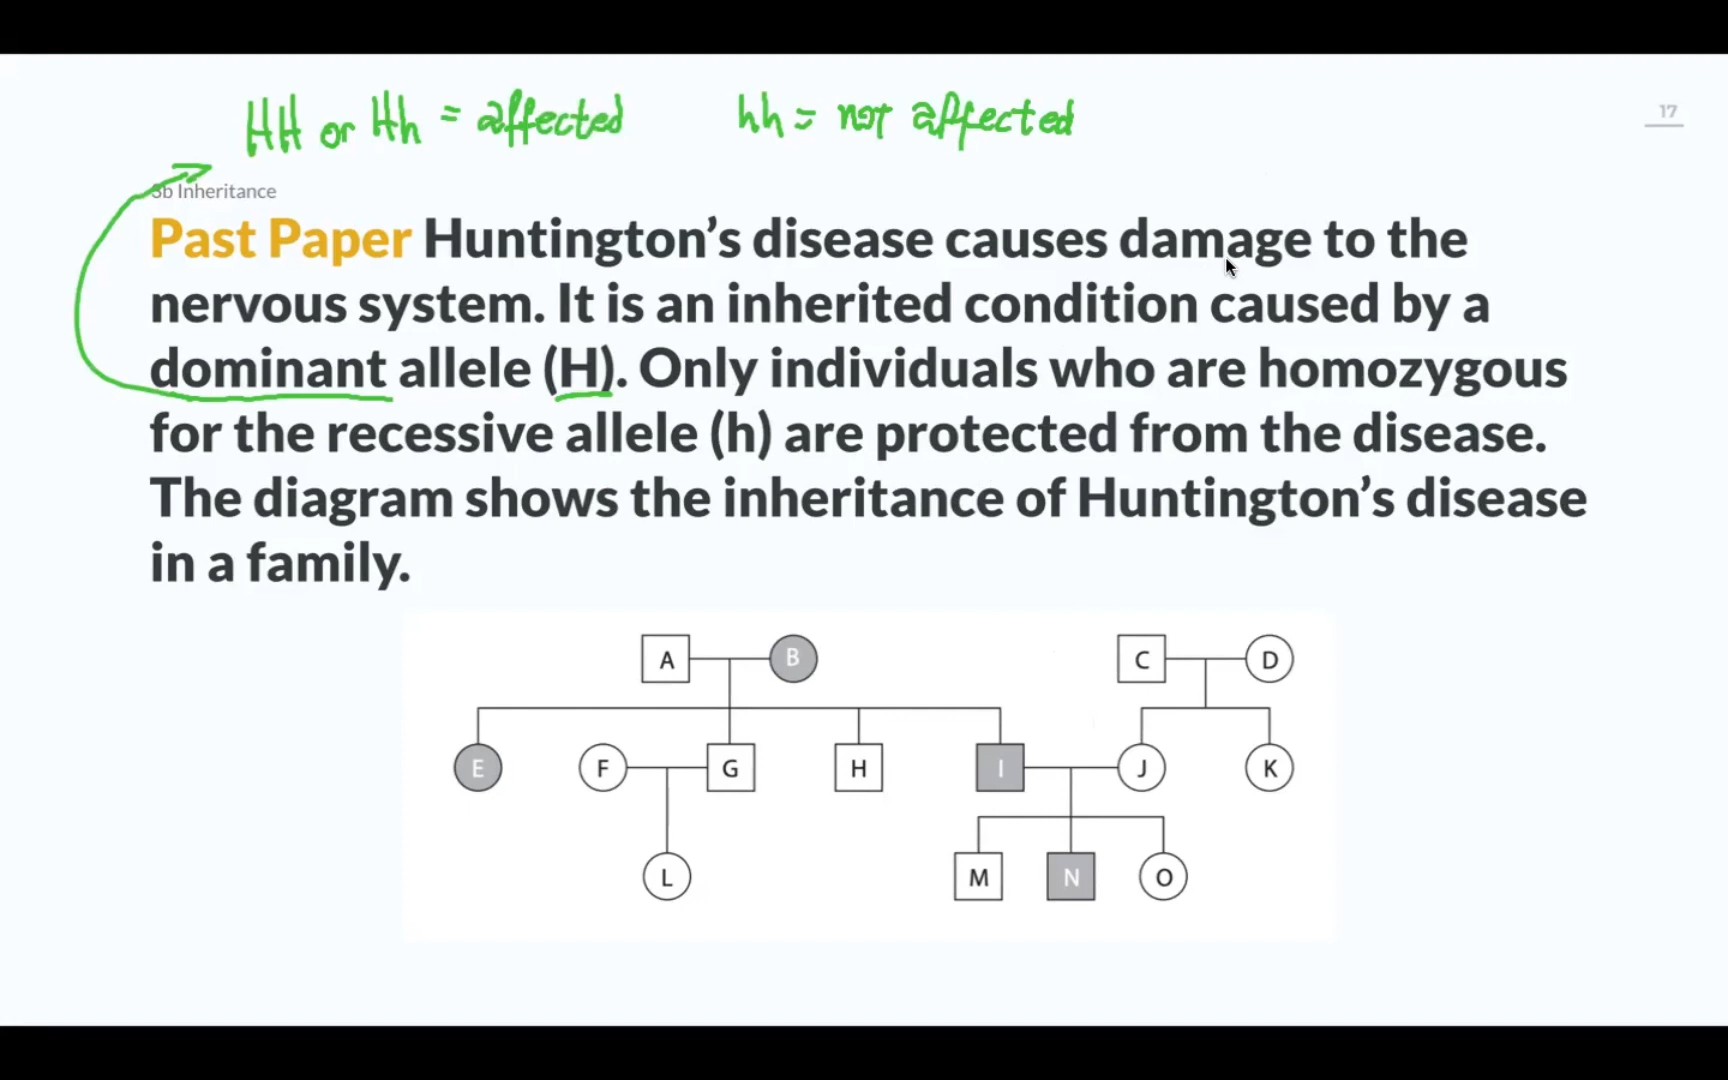 HH or Hh = affected hh = not affected
17
3b Inheritance
Past Paper Huntington’s disease causes damage to the
nervous system. It is an inherited condition caused by a
dominant allele (H). Only individuals who are homozygous
for the recessive allele (h) are protected from the disease.
The diagram shows the inheritance of Huntington’s disease
in a family.
A B C D
E F G H I J K
L M N O